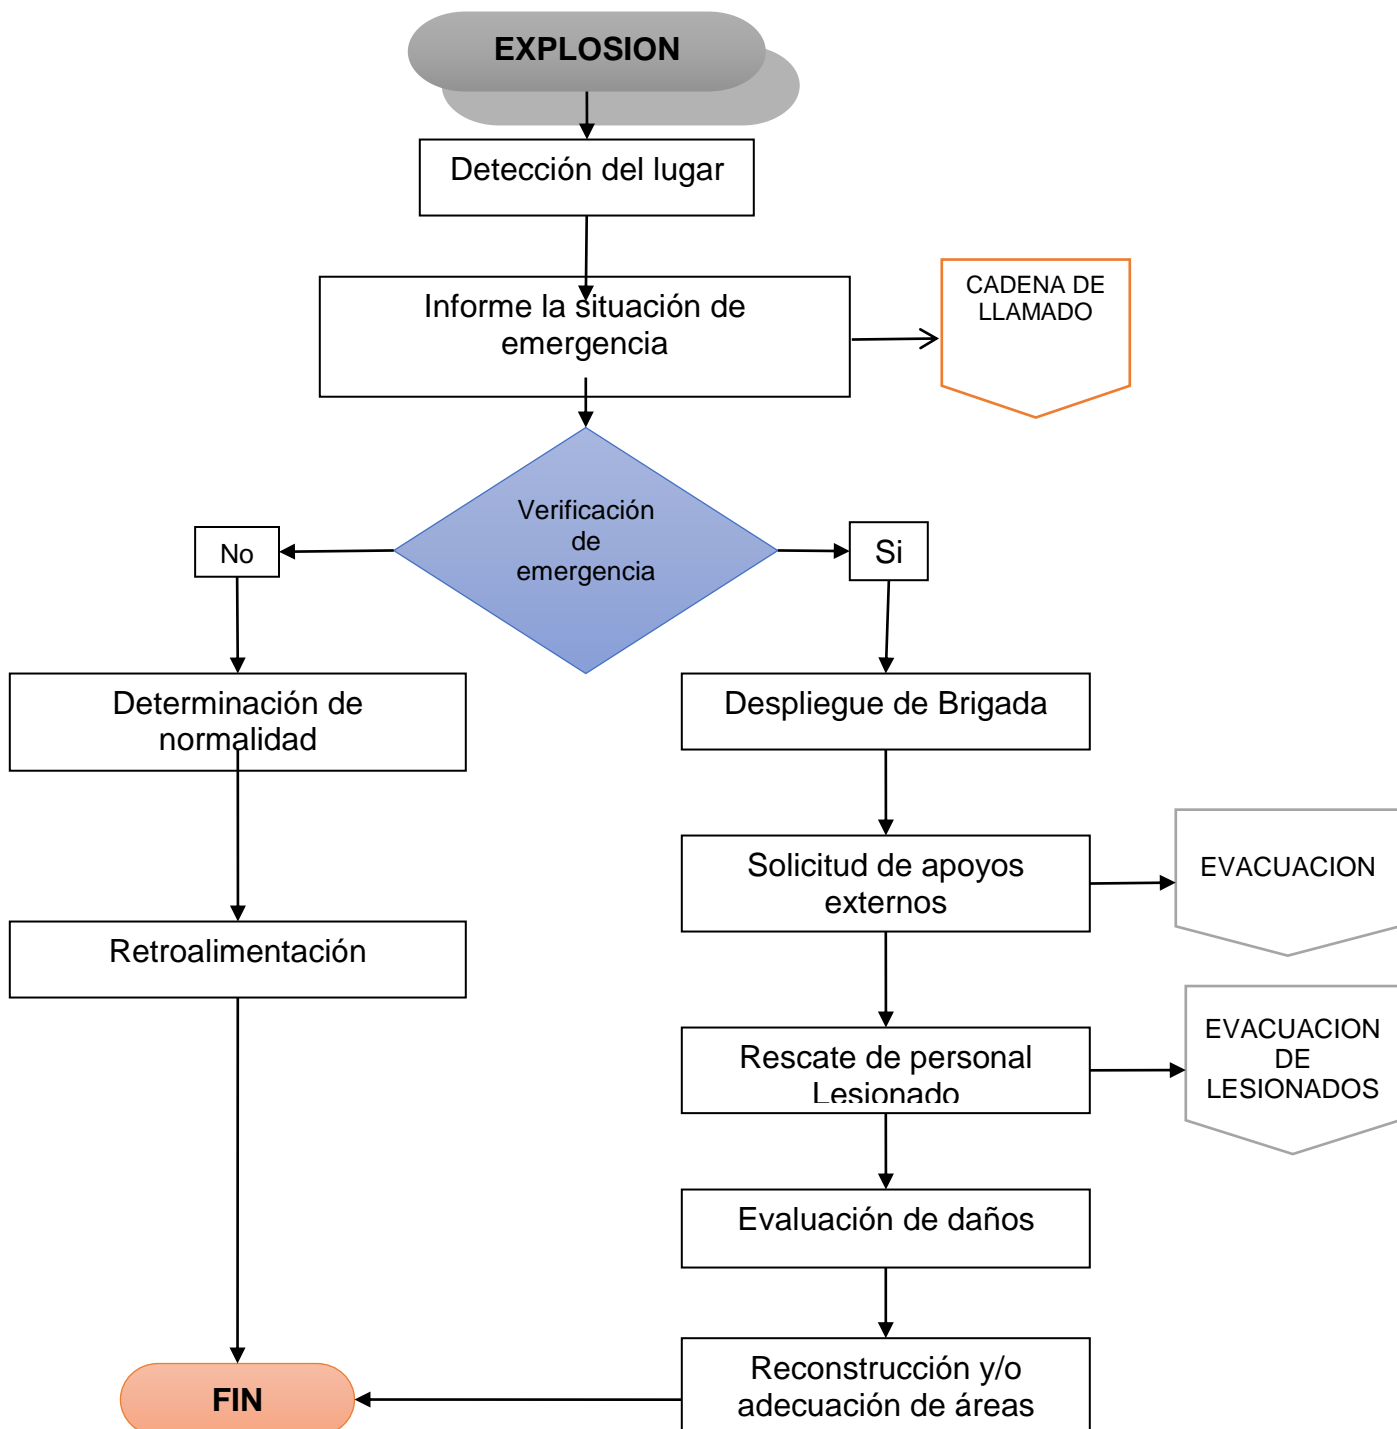 EXPLOSION
Detección del lugar
Informe la situación de
emergencia
CADENA DE
LLAMADO
Verificación
de
emergencia
No
Si
Determinación de
normalidad
Despliegue de Brigada
Solicitud de apoyos
externos
EVACUACION
Retroalimentación
Rescate de personal
Lesionado
EVACUACION
DE
LESIONADOS
Evaluación de daños
Reconstrucción y/o
adecuación de áreas
FIN